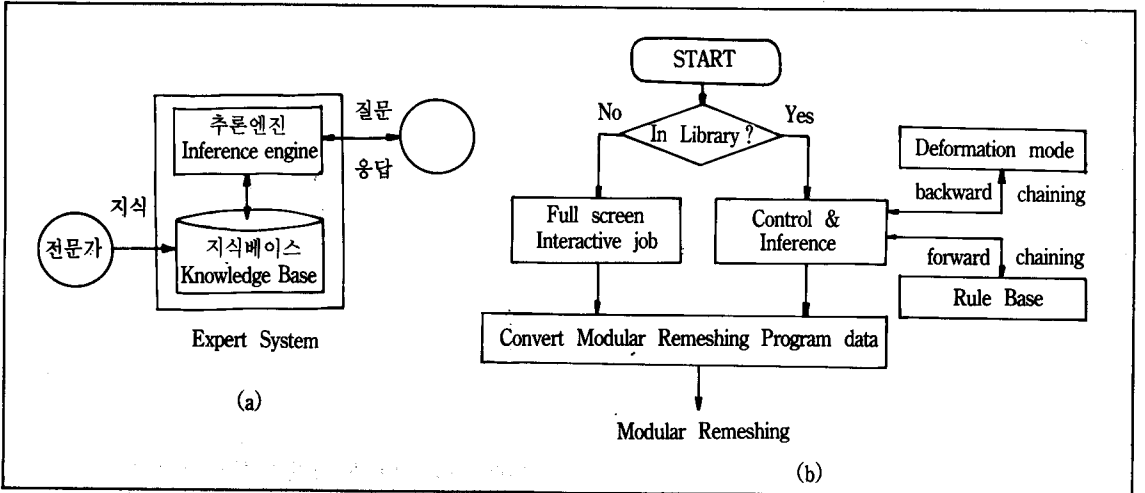 추론엔진
Inference engine
질문
응답
지식
전문가
지식베이스
Knowledge Base
Expert System
(a)
START
No
Yes
In Library ?
Full screen
Interactive job
Control &
Inference
Deformation mode
backward chaining
forward chaining
Rule Base
Convert Modular Remeshing Program data
Modular Remeshing
(b)